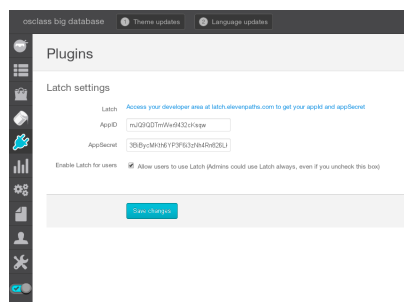 osclass big database
1 Theme updates
0 Language updates
Plugins
Latch settings
Latch
Access your developer area at latch.elevenpaths.com to get your appId and appSecret
AppID
AppSecret
Enable Latch for users
Allow users to use Latch (Admins could use Latch always, even if you uncheck this box)
Save changes